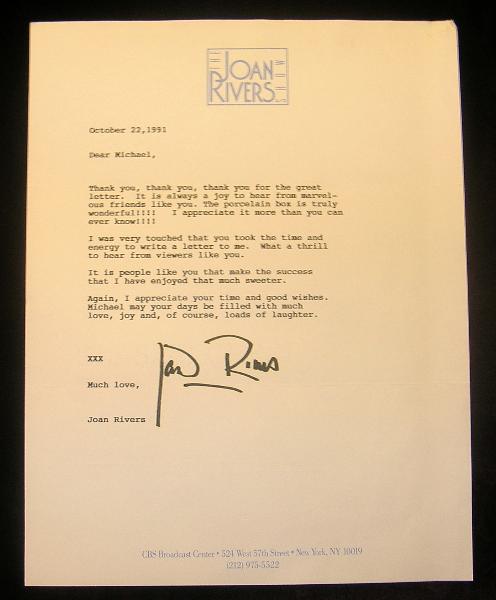 THE JOAN RIVERS SHOW
October 22,1991
Dear Michael,
Thank you, thank you, thank you for the great
letter.  It is always a joy to hear from marvel-
ous friends like you. The porcelain box is truly
wonderful!!!!   I appreciate it more than you can
ever know!!!!
I was very touched that you took the time and
energy to write a letter to me.  What a thrill
to hear from viewers like you.
It is people like you that make the success
that I have enjoyed that much sweeter.
Again, I appreciate your time and good wishes.
Michael may your days be filled with much
love, joy and, of course, loads of laughter.
XXX
Joan Rivers
Much love,
Joan Rivers
CBS Broadcast Center • 524 West 57th Street • New York, NY 10019
(212) 975-5522